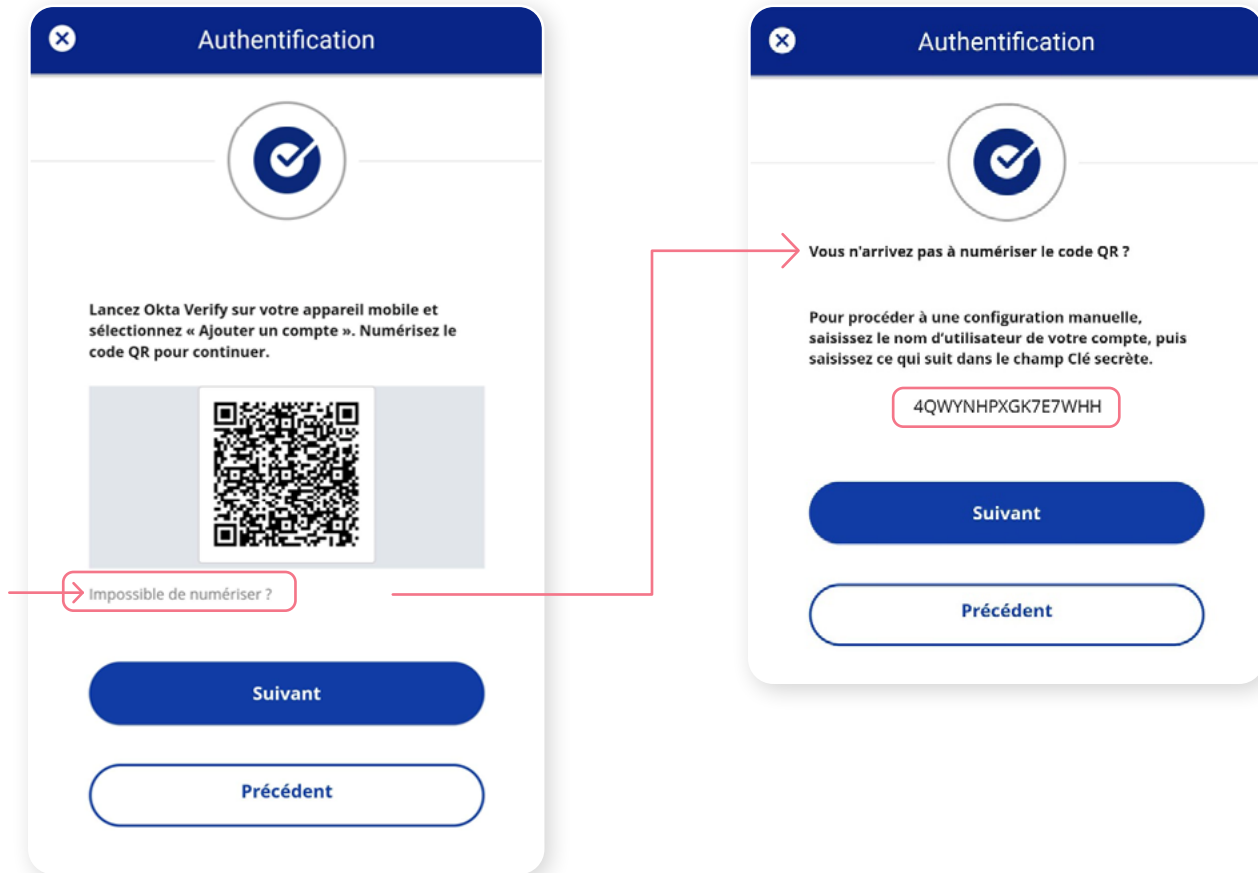 Authentification
Lancez Okta Verify sur votre appareil mobile et
sélectionnez « Ajouter un compte ». Numérisez le
code QR pour continuer.
Impossible de numériser ?
Suivant
Précédent
Authentification
Vous n'arrivez pas à numériser le code QR ?
Pour procéder à une configuration manuelle,
saisissez le nom d’utilisateur de votre compte, puis
saisissez ce qui suit dans le champ Clé secrète.
4QWYNHPXGK7E7WHH
Suivant
Précédent